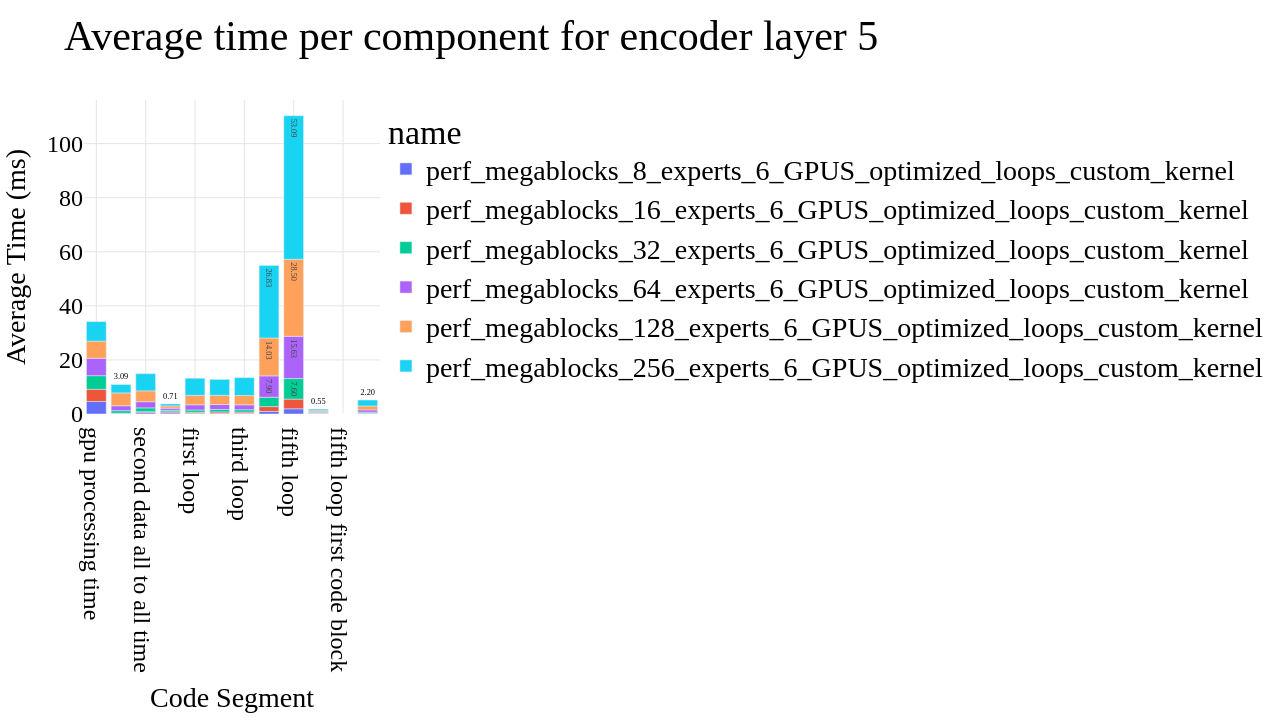 Average time per component for encoder layer 5
Average Time (ms)
100
80
60
40
20
0
3.09
0.71
7.90
14.03
26.83
7.60
15.63
28.50
53.09
0.55
2.20
gpu processing time
second data all to all time
first loop
third loop
fifth loop
fifth loop first code block
Code Segment
name
perf_megablocks_8_experts_6_GPUS_optimized_loops_custom_kernel
perf_megablocks_16_experts_6_GPUS_optimized_loops_custom_kernel
perf_megablocks_32_experts_6_GPUS_optimized_loops_custom_kernel
perf_megablocks_64_experts_6_GPUS_optimized_loops_custom_kernel
perf_megablocks_128_experts_6_GPUS_optimized_loops_custom_kernel
perf_megablocks_256_experts_6_GPUS_optimized_loops_custom_kernel